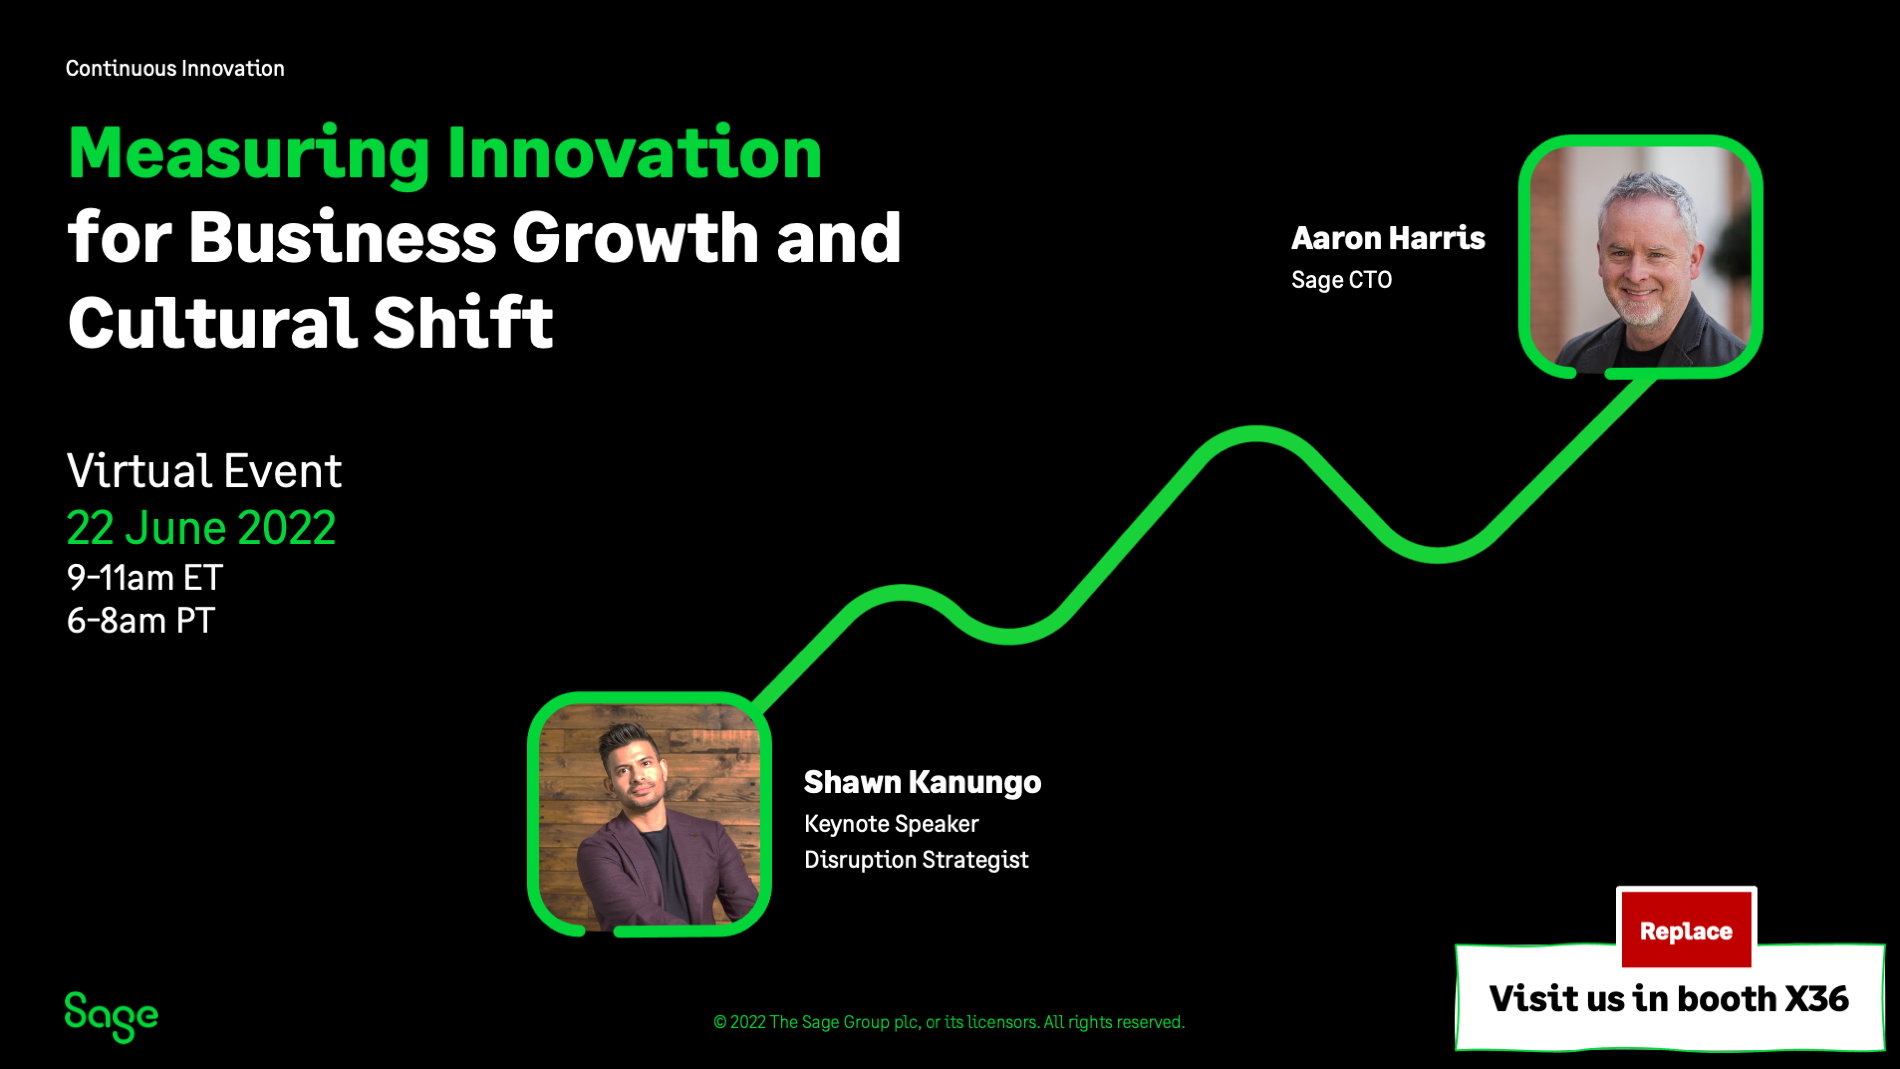 Continuous Innovation
Measuring Innovation
for Business Growth and
Cultural Shift
Aaron Harris
Sage CTO
Virtual Event
22 June 2022
9-11am ET
6-8am PT
Shawn Kanungo
Keynote Speaker
Disruption Strategist
Replace
Visit us in booth X36
Sage
© 2022 The Sage Group plc, or its licensors. All rights reserved.